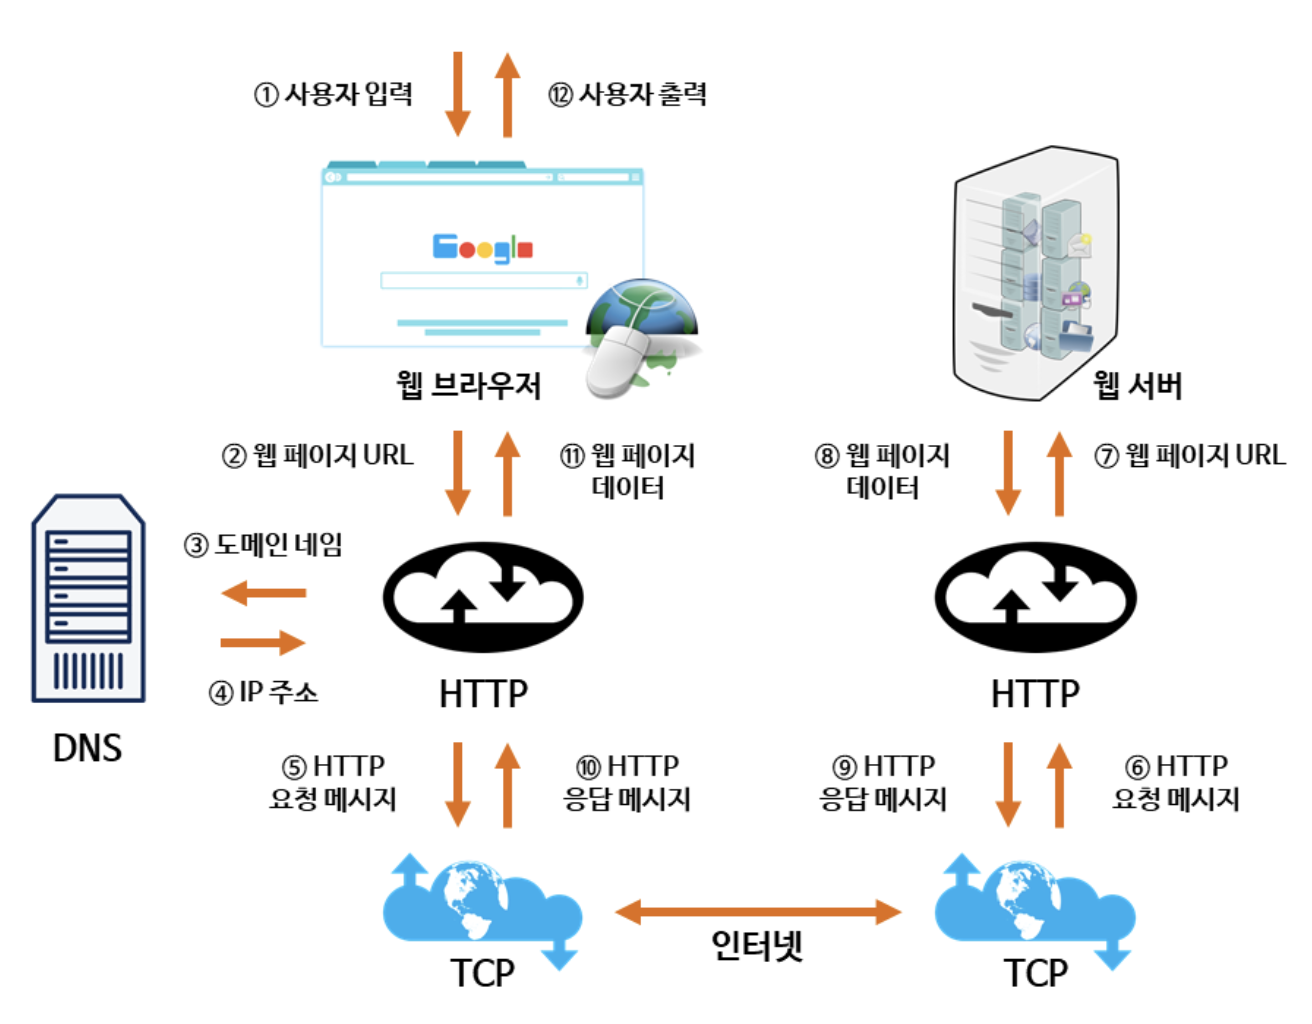 ① 사용자 입력
⑫ 사용자 출력
Google
웹 브라우저
웹 서버
② 웹 페이지 URL
⑪ 웹 페이지
데이터
⑧ 웹 페이지
데이터
⑦ 웹 페이지 URL
③ 도메인 네임
④ IP 주소
DNS
HTTP
HTTP
⑤ HTTP
요청 메시지
⑩ HTTP
응답 메시지
⑨ HTTP
응답 메시지
⑥ HTTP
요청 메시지
인터넷
TCP
TCP